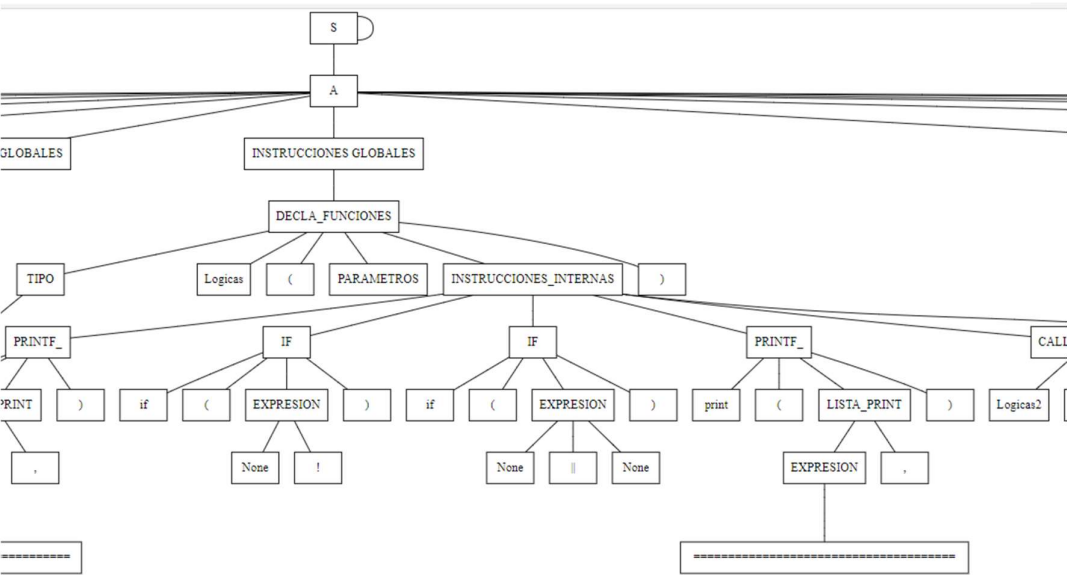 S
A
GLOBALES
INSTRUCCIONES GLOBALES
DECLA_FUNCIONES
TIPO
Logicas
(
PARAMETROS
INSTRUCCIONES_INTERNAS
)
PRINTF_
IF
IF
PRINTF_
CALL
PRINT
)
if
(
EXPRESION
)
if
(
EXPRESION
)
print
(
LISTA_PRINT
)
Logicas2
,
None
!
None
||
None
EXPRESION
,
===========
======================================